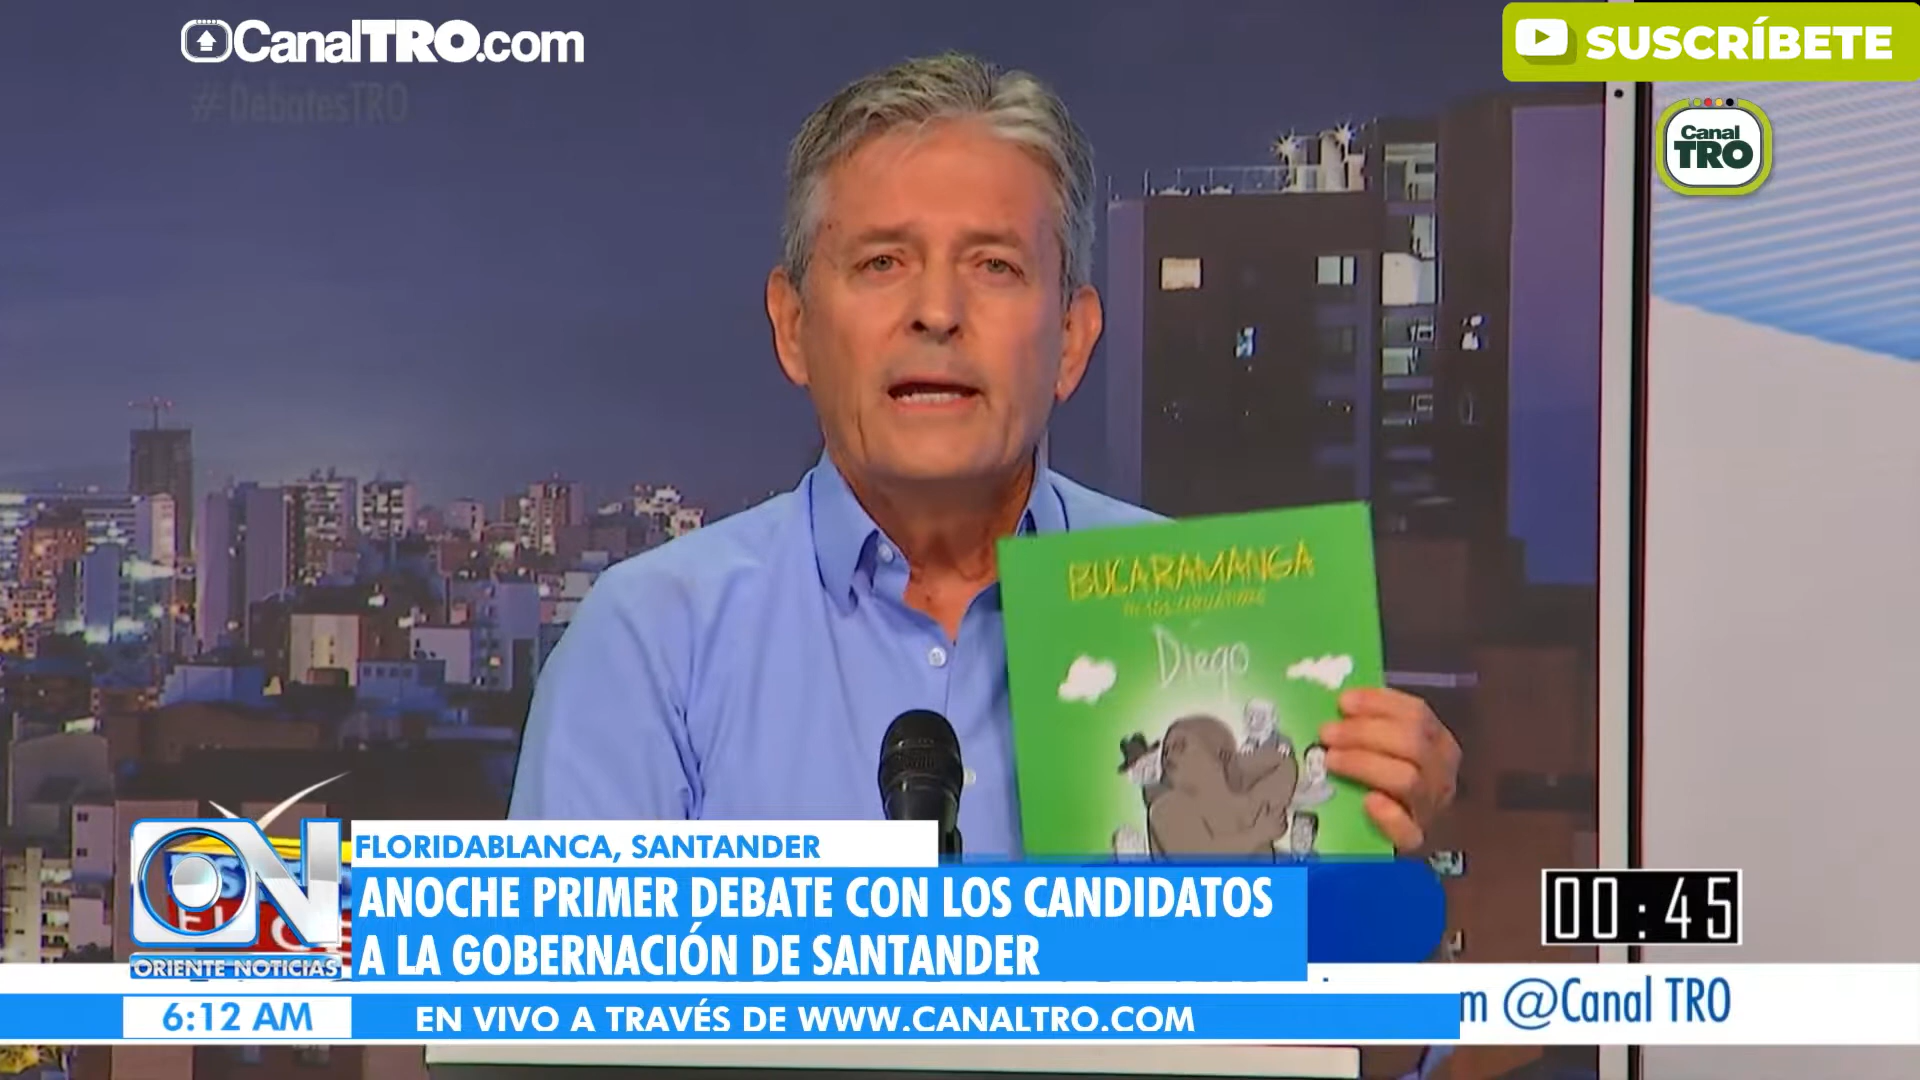 CanalTRO.com
SUSCRÍBETE
#DebatesTRO
Canal
TRO
BUCARAMANGA
Diego
FLORIDABLANCA, SANTANDER
ANOCHE PRIMER DEBATE CON LOS CANDIDATOS
A LA GOBERNACIÓN DE SANTANDER
ON
ORIENTE NOTICIAS
00:45
m @Canal TRO
6:12 AM
EN VIVO A TRAVÉS DE WWW.CANALTRO.COM